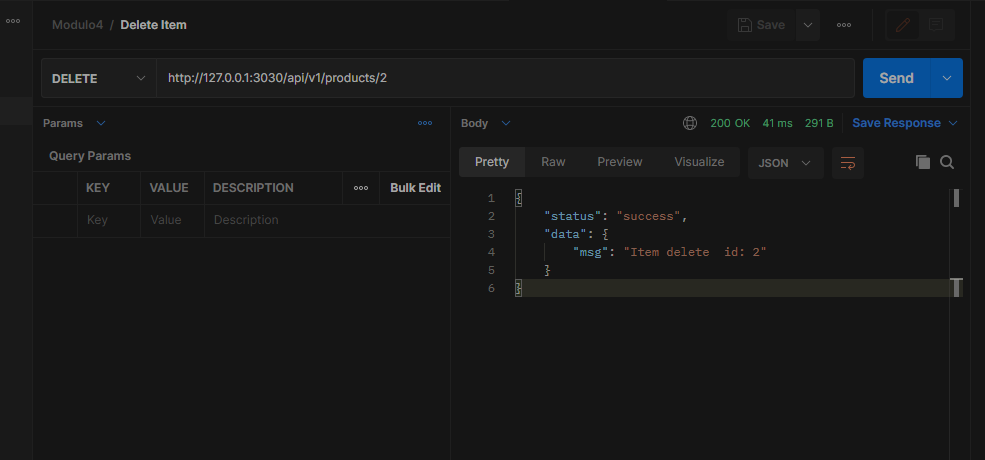 Modulo4 / Delete Item
Save
DELETE
http://127.0.0.1:3030/api/v1/products/2
Send
Params
Query Params
KEY VALUE DESCRIPTION Bulk Edit
Key Value Description
Body
200 OK 41 ms 291 B Save Response
Pretty Raw Preview Visualize JSON
1 {
2 "status": "success",
3 "data": {
4 "msg": "Item delete  id: 2"
5 }
6 }